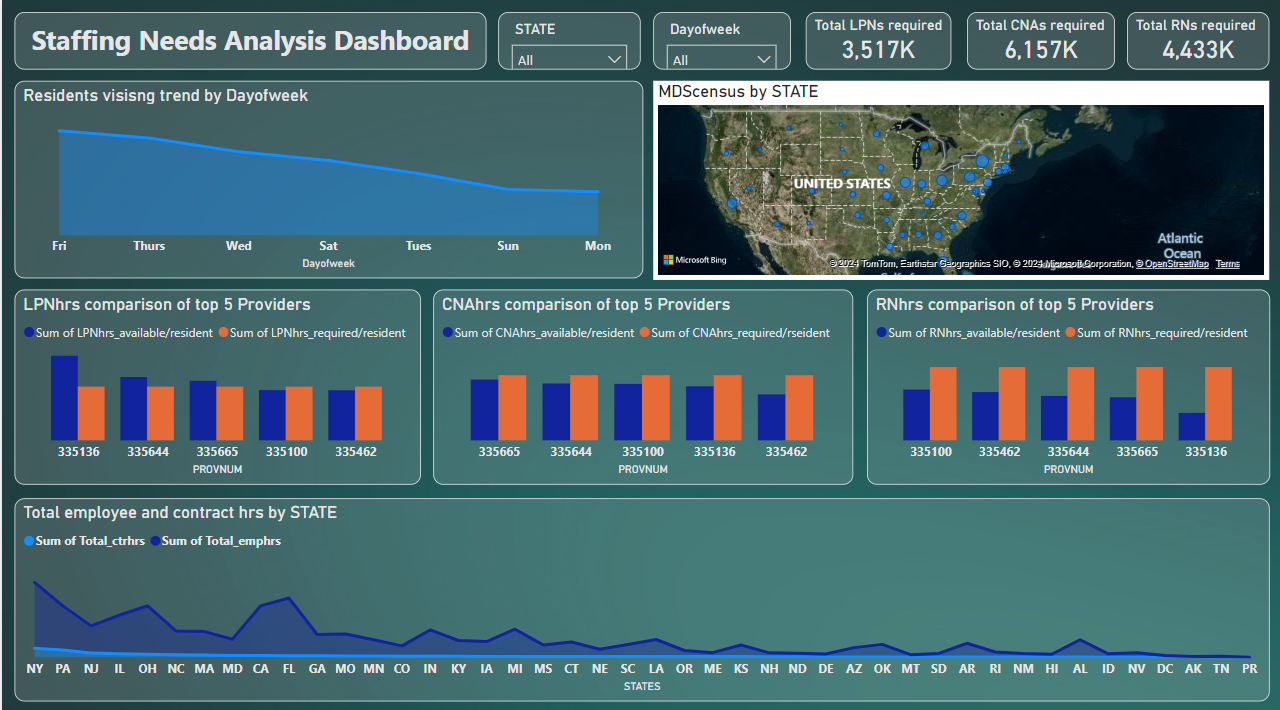 Staffing Needs Analysis Dashboard
STATE
All
Dayofweek
All
Total LPNs required
3,517K
Total CNAs required
6,157K
Total RNs required
4,433K
Residents visisng trend by Dayofweek
Fri Thurs Wed Sat Tues Sun Mon
Dayofweek
MDScensus by STATE
UNITED STATES
Atlantic
Ocean
Microsoft Bing
© 2024 TomTom, Earthstar Geographics SIO, © 2024 Microsoft Corporation, © OpenStreetMap Terms
LPNhrs comparison of top 5 Providers
Sum of LPNhrs_available/resident Sum of LPNhrs_required/resident
335136 335644 335665 335100 335462
PROVNUM
CNAhrs comparison of top 5 Providers
Sum of CNAhrs_available/resident Sum of CNAhrs_required/rsident
335665 335644 335100 335136 335462
PROVNUM
RNhrs comparison of top 5 Providers
Sum of RNhrs_available/resident Sum of RNhrs_required/resident
335100 335462 335644 335665 335136
PROVNUM
Total employee and contract hrs by STATE
Sum of Total_ctrhrs Sum of Total_emphrs
NY PA NJ IL OH NC MA MD CA FL GA MO MN CO IN KY IA MI MS CT NE SC LA OR ME KS NH ND DE AZ OK MT SD AR RI NM HI AL ID NV DC AK TN PR
STATES